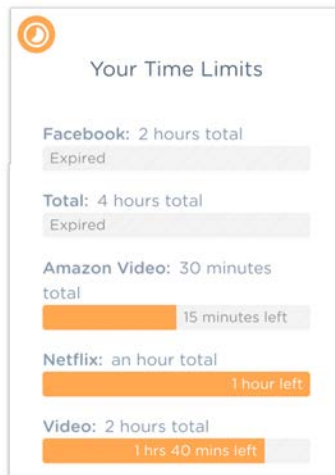 Your Time Limits
Facebook: 2 hours total
Expired
Total: 4 hours total
Expired
Amazon Video: 30 minutes
total
15 minutes left
Netflix: an hour total
1 hour left
Video: 2 hours total
1 hrs 40 mins left